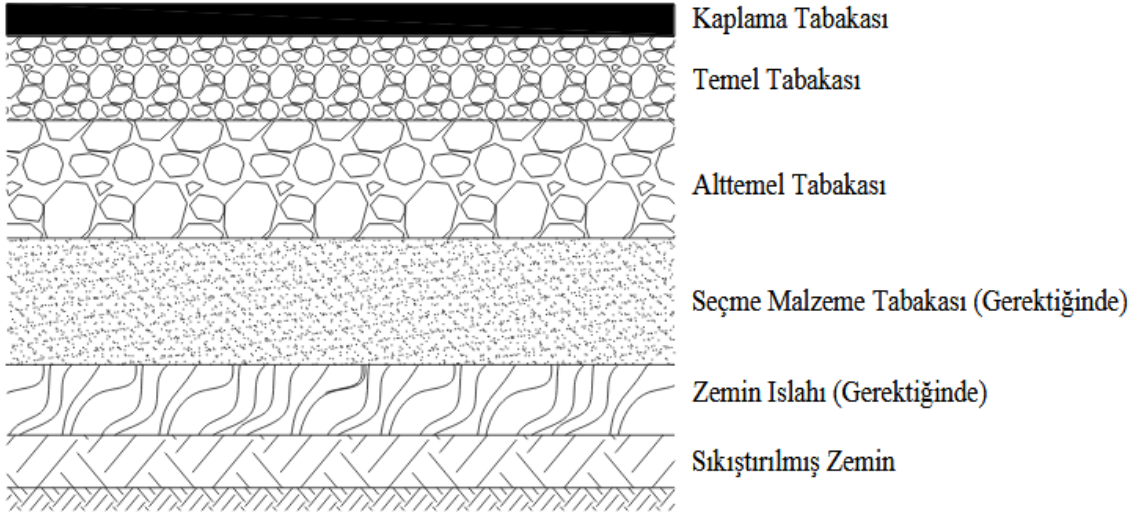 Kaplama Tabakası
Temel Tabakası
Alttemel Tabakası
Seçme Malzeme Tabakası (Gerektiğinde)
Zemin Islahı (Gerektiğinde)
Sıkıştırılmış Zemin